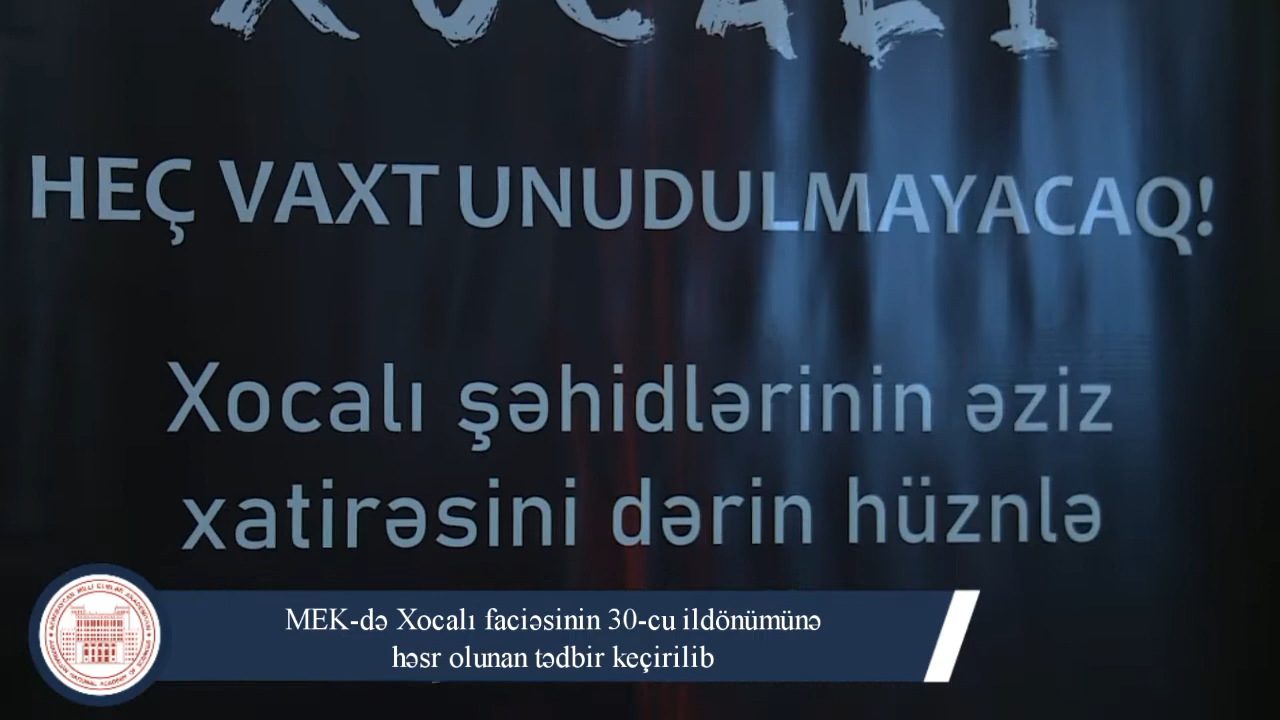 XOCALI
HEÇ VAXT UNUDULMAYACAQ!
Xocalı şəhidlərinin əziz
xatirəsini dərin hüznlə
MEK-də Xocalı faciəsinin 30-cu ildönümünə
həsr olunan tədbir keçirilib